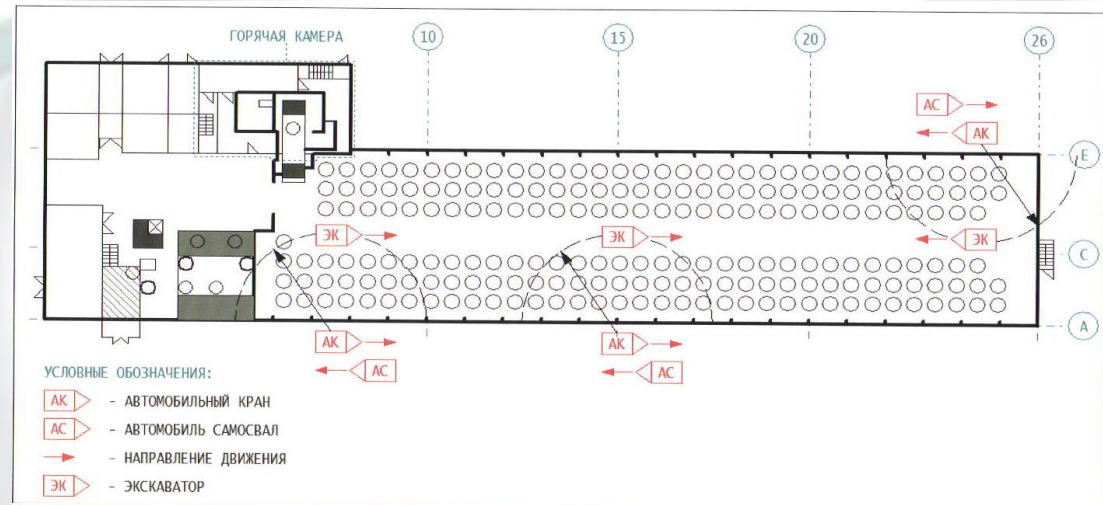 ГОРЯЧАЯ КАМЕРА
10
15
20
26
АС
АК
Е
ЭК
ЭК
ЭК
С
А
АК
АС
АК
АС
УСЛОВНЫЕ ОБОЗНАЧЕНИЯ:
АК - АВТОМОБИЛЬНЫЙ КРАН
АС - АВТОМОБИЛЬ САМОСВАЛ
- НАПРАВЛЕНИЕ ДВИЖЕНИЯ
ЭК - ЭКСКАВАТОР